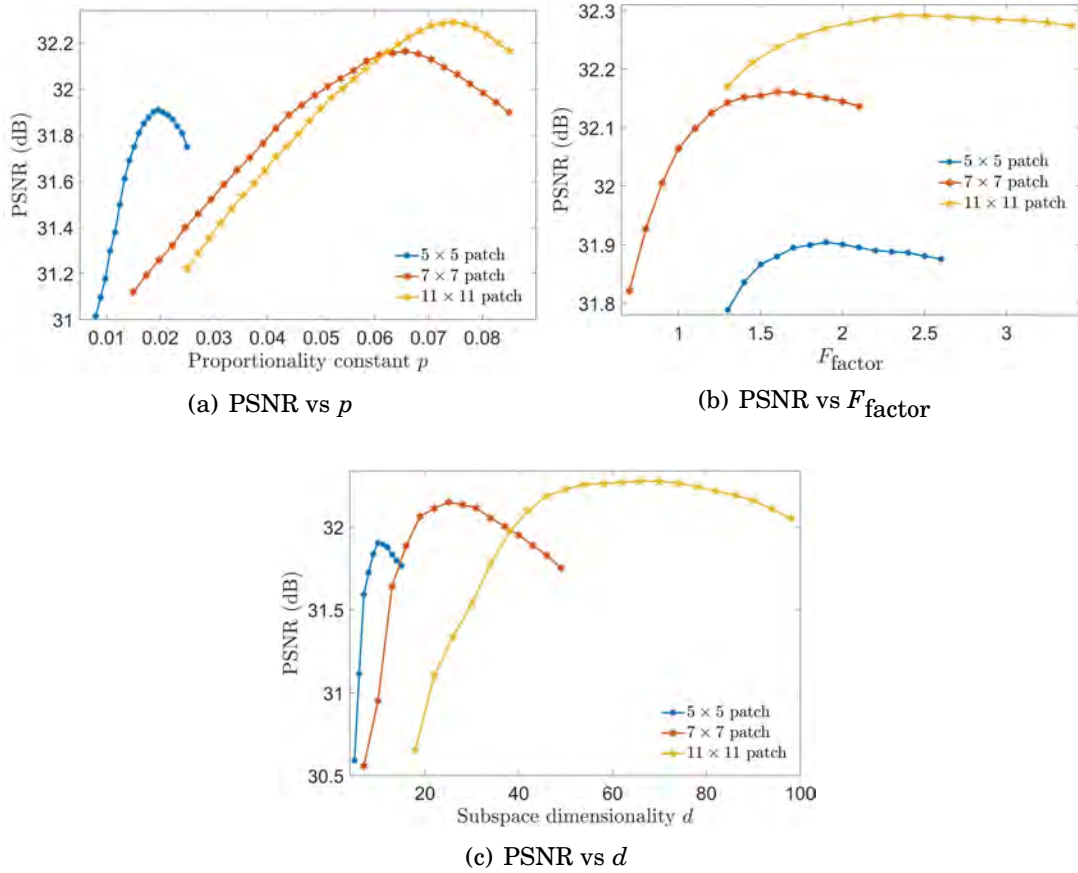 32.2
32
31.8
31.6
31.4
31.2
31
PSNR (dB)
5 × 5 patch
7 × 7 patch
11 × 11 patch
0.01 0.02 0.03 0.04 0.05 0.06 0.07 0.08
Proportionality constant p
(a) PSNR vs p
32.3
32.2
32.1
32
31.9
31.8
PSNR (dB)
5 × 5 patch
7 × 7 patch
11 × 11 patch
1 1.5 2 2.5 3
F factor
(b) PSNR vs F factor
32
31.5
31
30.5
PSNR (dB)
5 × 5 patch
7 × 7 patch
11 × 11 patch
20 40 60 80 100
Subspace dimensionality d
(c) PSNR vs d